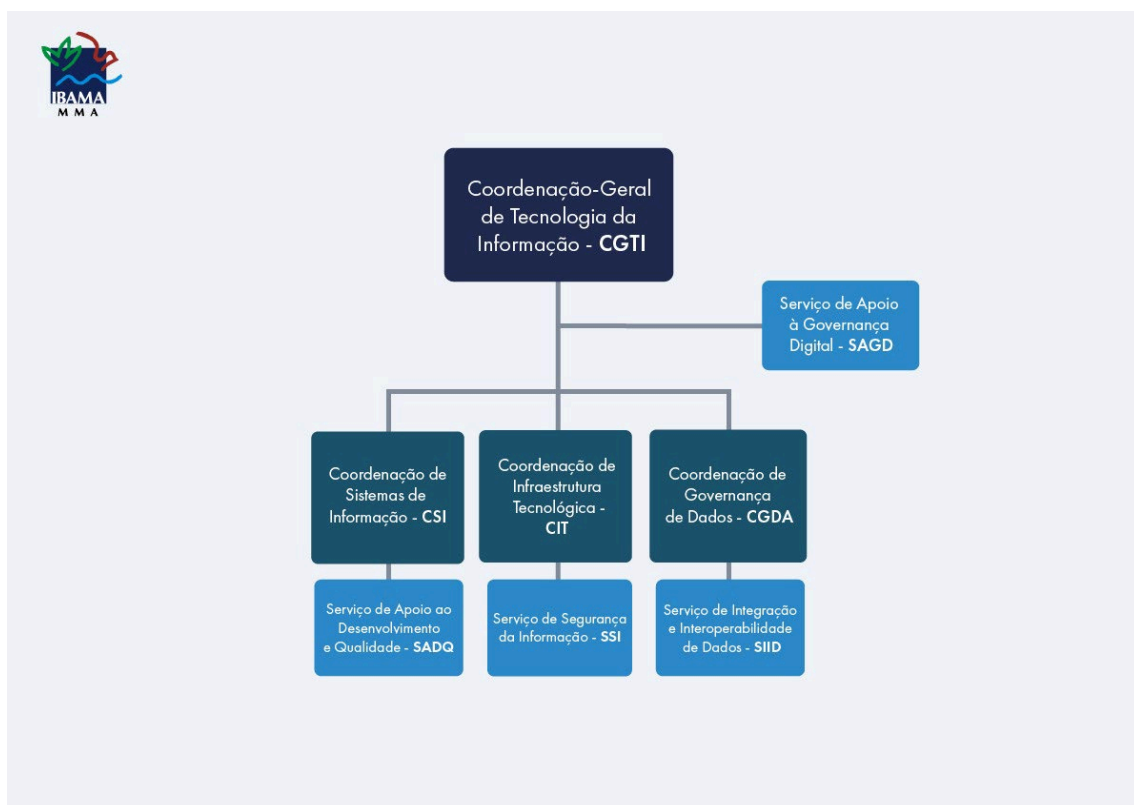 IBAMA
MMA
Coordenação-Geral
de Tecnologia da
Informação - CGTI
Serviço de Apoio
à Governança
Digital - SAGD
Coordenação de
Sistemas de
Informação - CSI
Coordenação de
Infraestrutura
Tecnológica -
CIT
Coordenação de
Governança
de Dados - CGDA
Serviço de Apoio ao
Desenvolvimento
e Qualidade - SADQ
Serviço de Segurança
da Informação - SSI
Serviço de Integração
e Interoperabilidade
de Dados - SIID